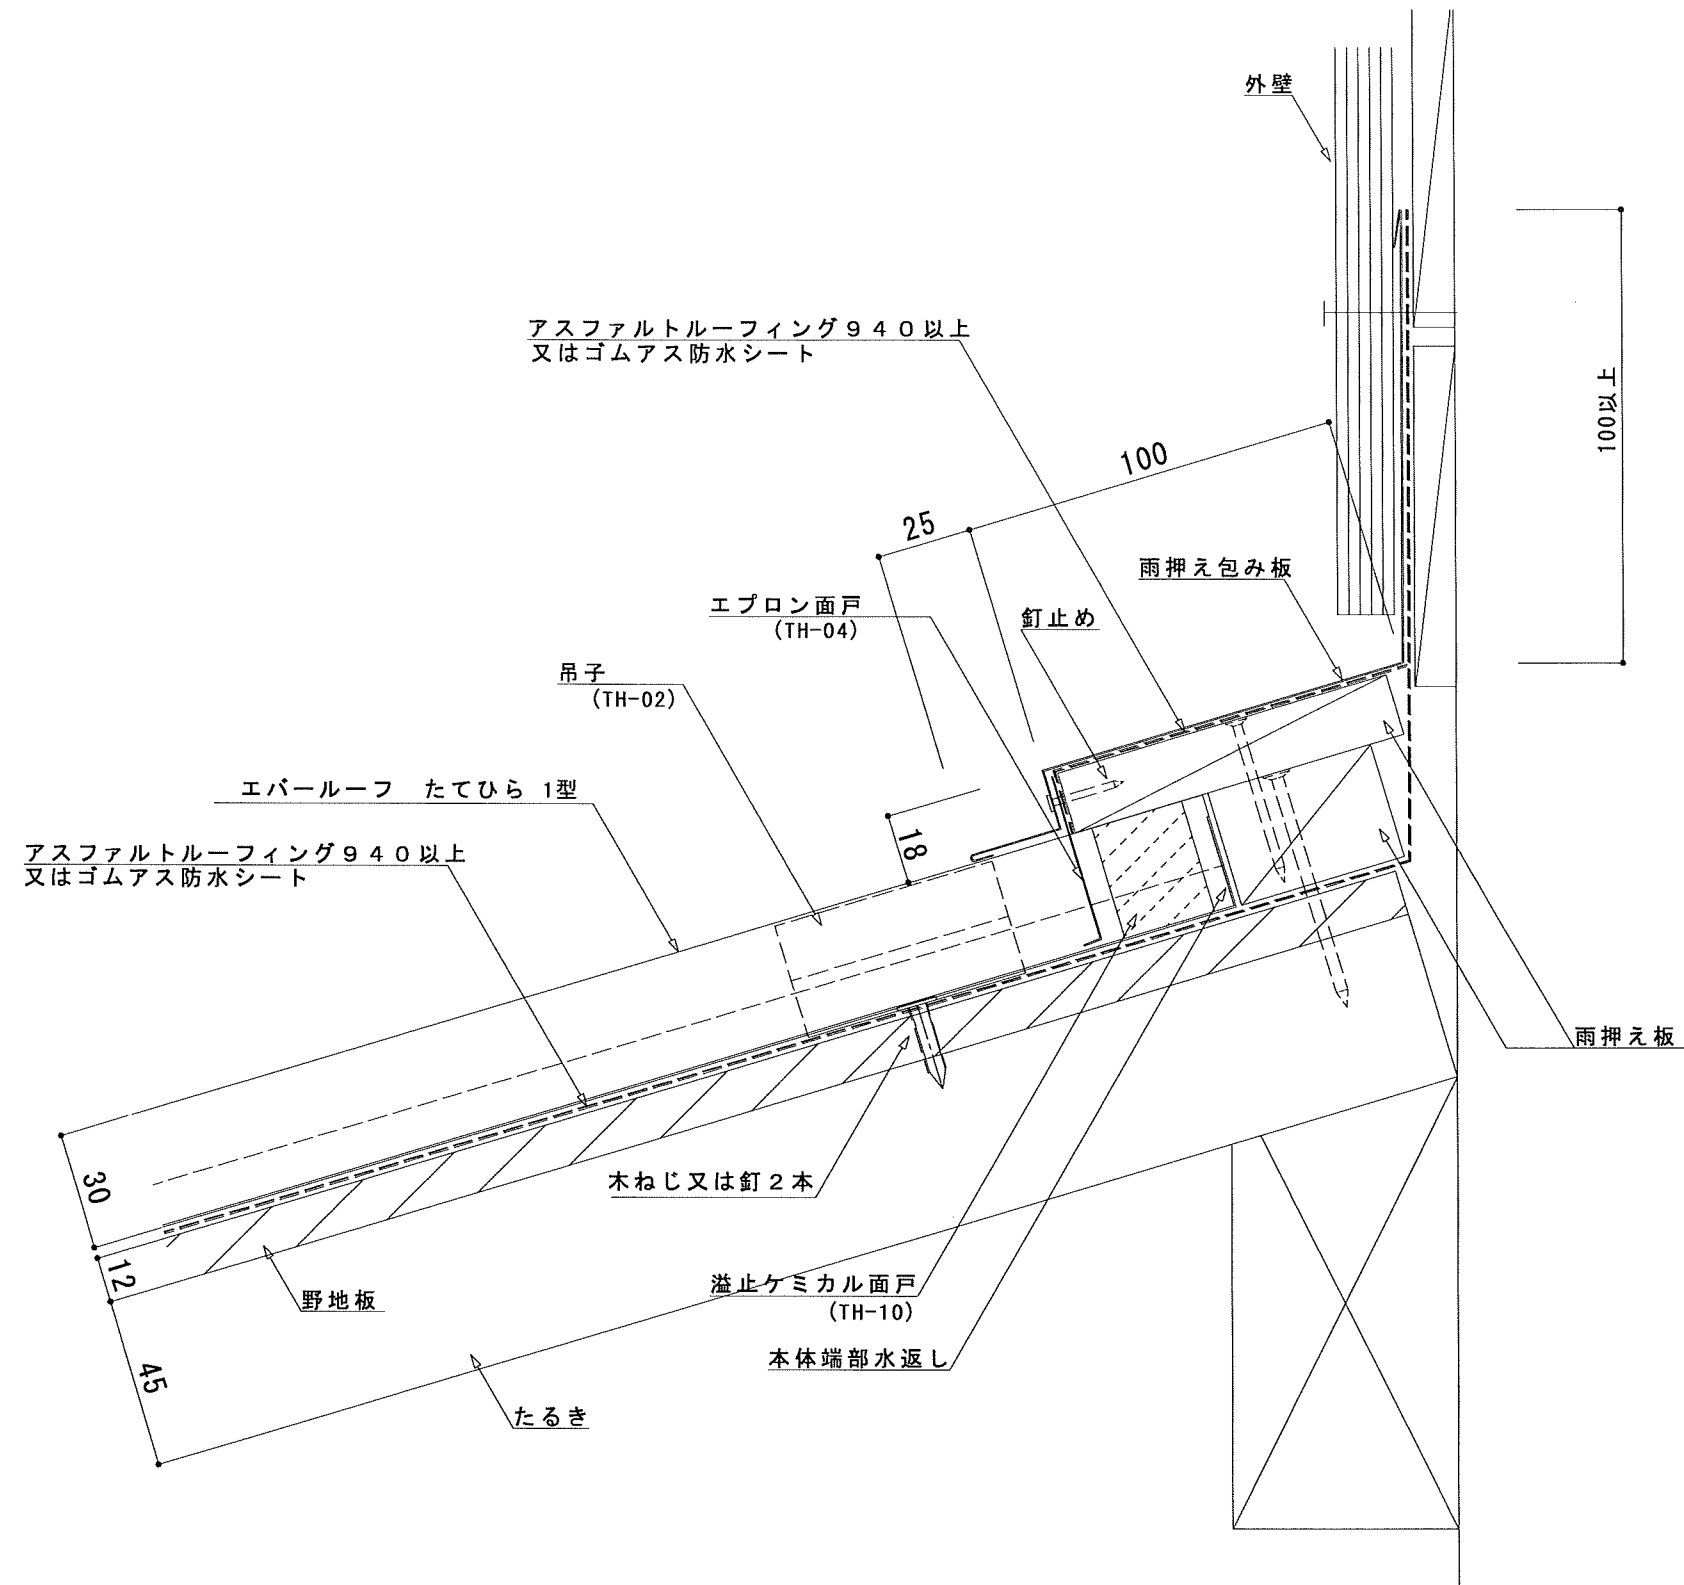 外壁
アスファルトルーフィング９４０以上
又はゴムアス防水シート
100以上
100
25
雨押え包み板
エプロン面戸
(TH-04)
釘止め
吊子
(TH-02)
エバールーフ　たてひら 1型
18
アスファルトルーフィング９４０以上
又はゴムアス防水シート
雨押え板
30
木ねじ又は釘２本
12
野地板
溢止ケミカル面戸
(TH-10)
本体端部水返し
45
たるき